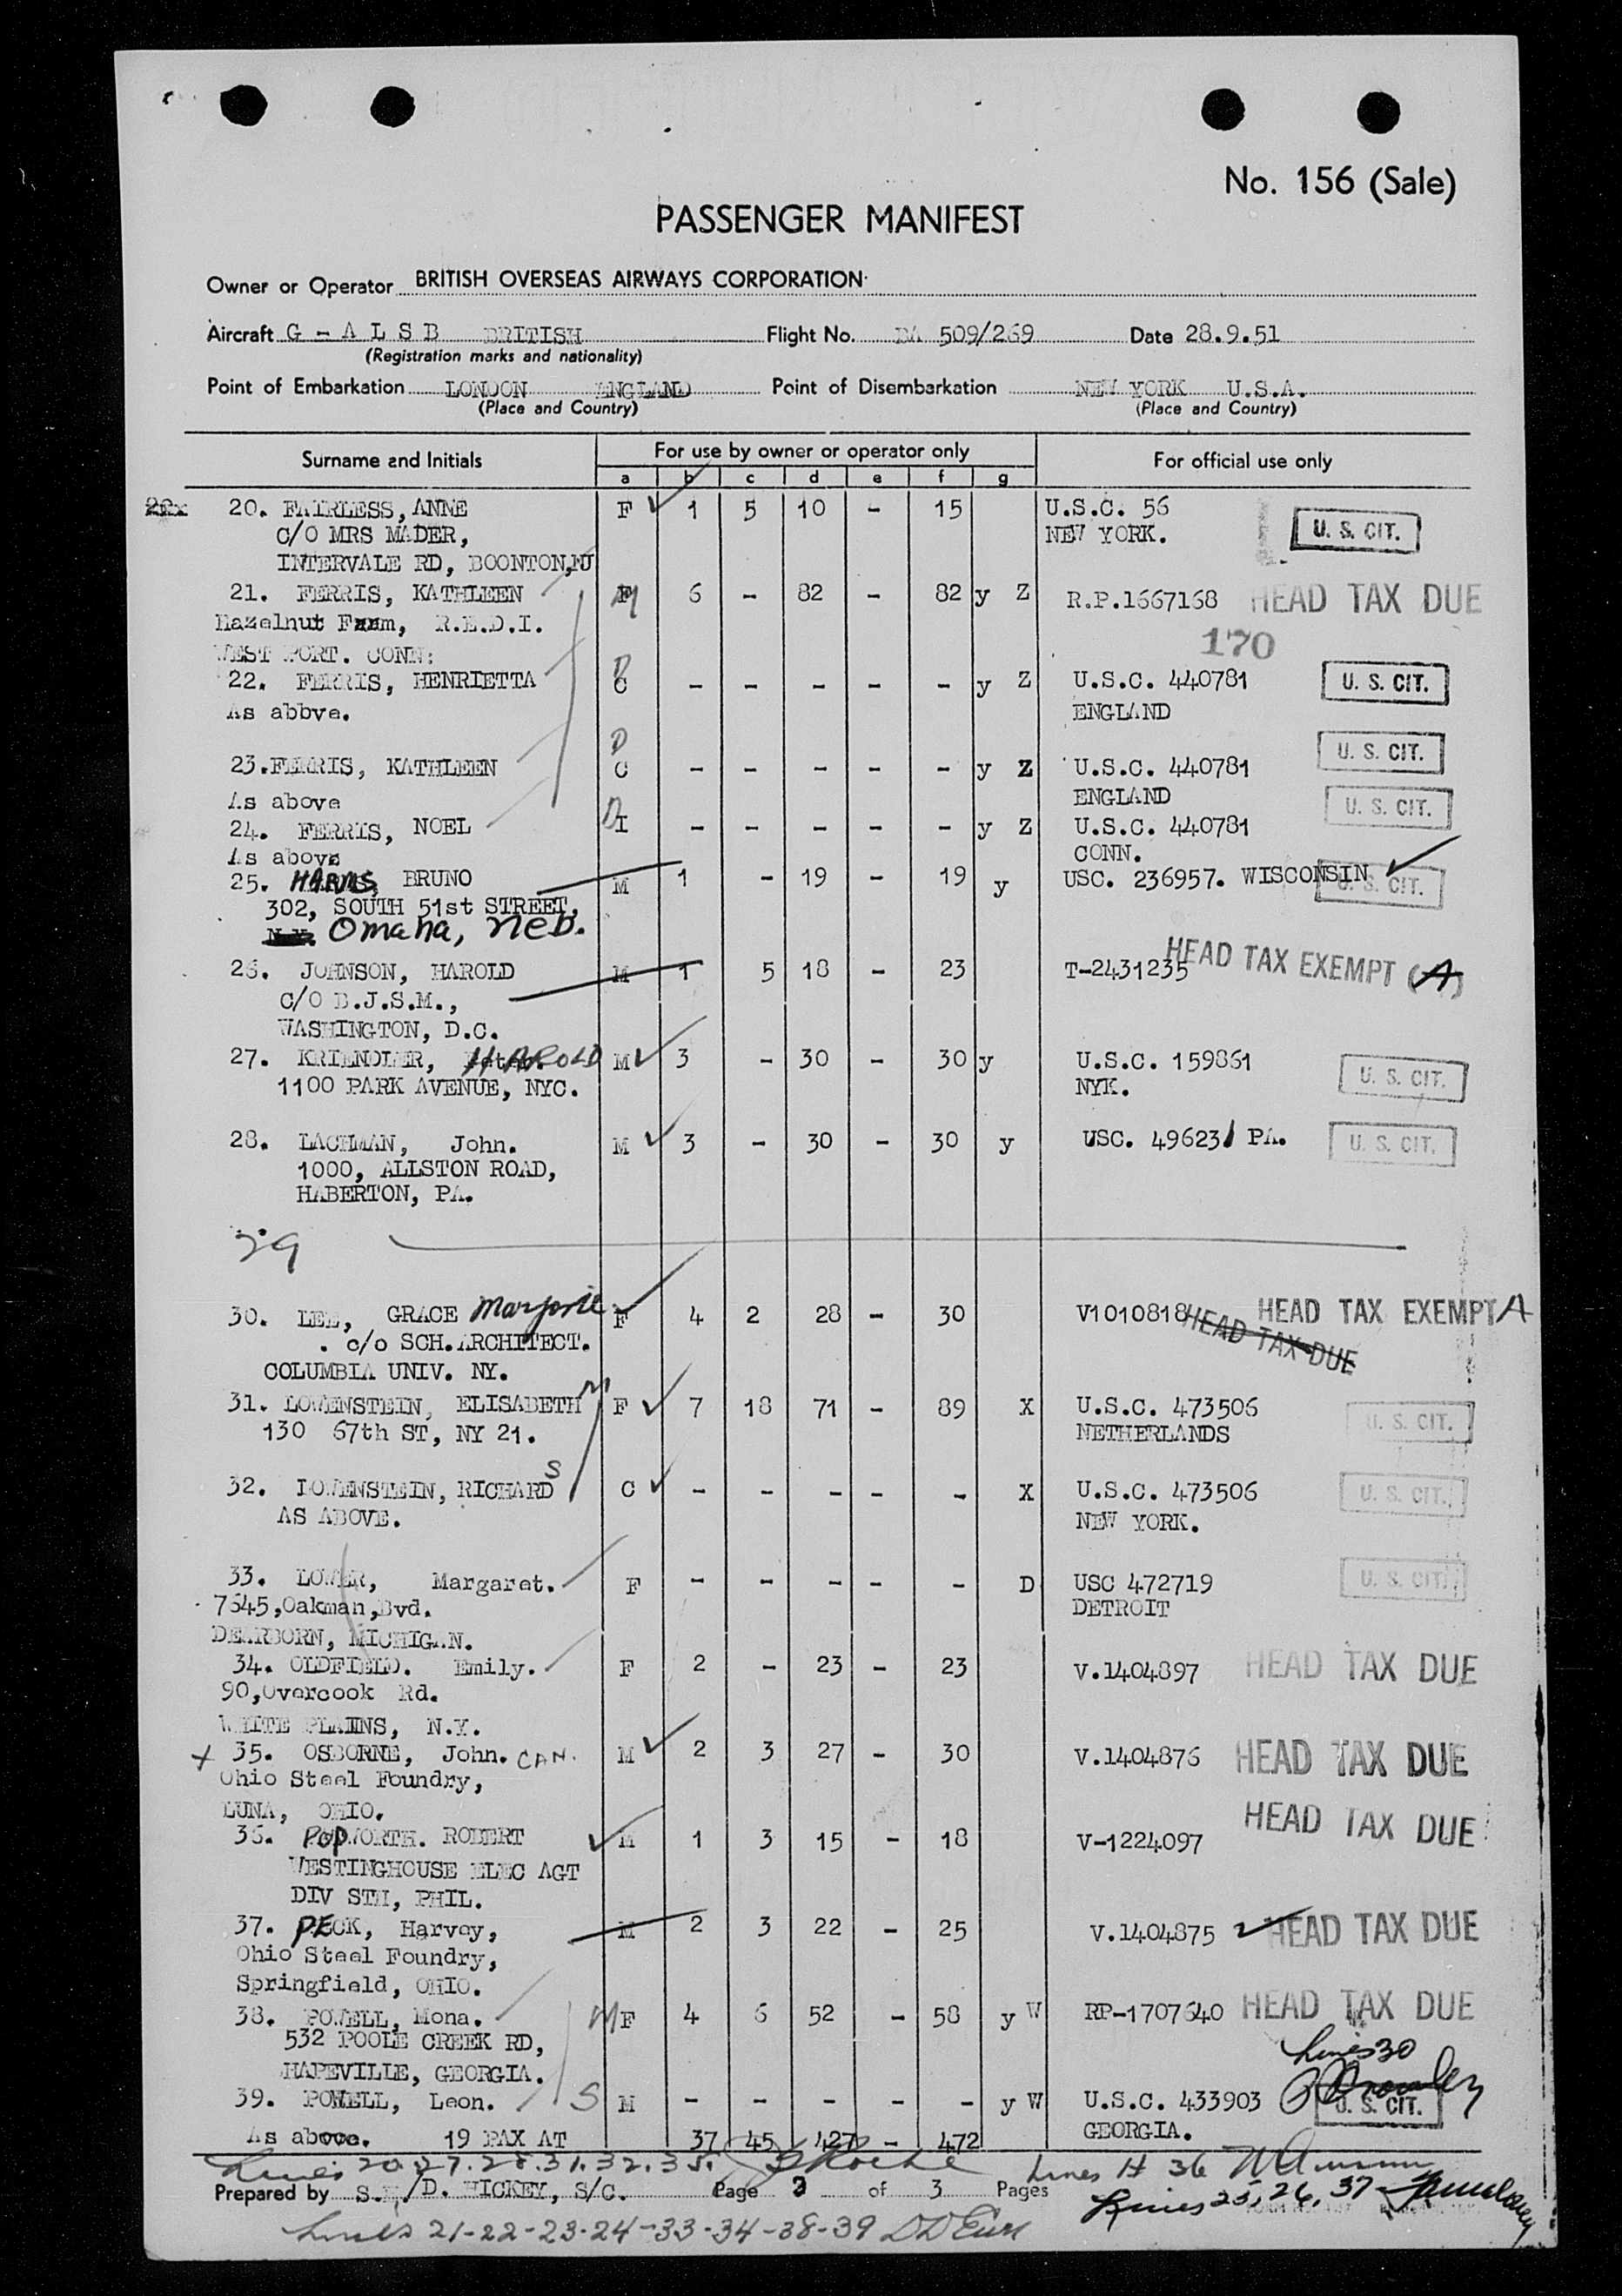 No. 156 (Sale)
PASSENGER MANIFEST
Owner or Operator BRITISH OVERSEAS AIRWAYS CORPORATION
Aircraft G - A L S B BRITISH Flight No. BA 509/269 Date 28.9.51
(Registration marks and nationality)
Point of Embarkation LONDON ENGLAND Point of Disembarkation NEW YORK U.S.A.
(Place and Country) (Place and Country)
Surname and Initials For use by owner or operator only For official use only
a b c d e f g
20. FAIRLESS, ANNE F 1 5 10 - 15 U.S.C. 56
C/O MRS MADER, NEW YORK. U. S. CIT.
INTERVALE RD, BOONTON,NJ
21. FERRIS, KATHLEEN M 6 - 82 - 82 y Z R.P.1667168 HEAD TAX DUE
Hazelnut Farm, R.E.D.I. 170
WEST PORT. CONN:
22. FERRIS, HENRIETTA D C - - - - - y Z U.S.C. 440781 U. S. CIT.
As abbve. ENGLAND
23.FERRIS, KATHLEEN D C - - - - - y Z U.S.C. 440781 U. S. CIT.
As above ENGLAND U. S. CIT.
24. FERRIS, NOEL D I - - - - - y Z U.S.C. 440781
As above CONN.
25. HARMS, BRUNO M 1 - 19 - 19 y USC. 236957. WISCONSIN U. S. CIT.
302, SOUTH 51st STREET,
N.Y. Omaha, Neb.
26. JOHNSON, HAROLD M 1 5 18 - 23 T-2431235 HEAD TAX EXEMPT (A)
C/O B.J.S.M.,
WASHINGTON, D.C.
27. KRIENDLER, HAROLD M 3 - 30 - 30 y U.S.C. 159861
1100 PARK AVENUE, NYC. NYK. U. S. CIT.
28. LACHMAN, John. M 3 - 30 - 30 y USC. 496231 PA. U. S. CIT.
1000, ALLSTON ROAD,
HABERTON, PA.
29
30. LEE, GRACE Marjorie F 4 2 28 - 30 V1010818 HEAD TAX EXEMPT A
. c/o SCH.ARCHITECT. HEAD TAX DUE
COLUMBIA UNIV. NY.
31. LOWENSTEIN, ELISABETH M F 7 18 71 - 89 X U.S.C. 473506
130 67th ST, NY 21. NETHERLANDS U. S. CIT.
32. LOWENSTEIN, RICHARD S C - - - - - X U.S.C. 473506 U. S. CIT.
AS ABOVE. NEW YORK.
33. LOWER, Margaret. F - - - - - D USC 472719 U. S. CIT.
7645,Oakman,Bvd. DETROIT
DEARBORN, MICHIGAN.
34. OLDFIELD. Emily. F 2 - 23 - 23 V.1404897 HEAD TAX DUE
90,Overcook Rd.
WHITE PLAINS, N.Y.
+ 35. OSBORNE, John. CAN. M 2 3 27 - 30 V.1404876 HEAD TAX DUE
Ohio Steel Foundry,
LUNA, OHIO.
36. POPWORTH. ROBERT M 1 3 15 - 18 V-1224097 HEAD TAX DUE
WESTINGHOUSE ELEC AGT
DIV STH, PHIL.
37. PECK, Harvey, M 2 3 22 - 25 V.1404875 HEAD TAX DUE
Ohio Steel Foundry,
Springfield, OHIO.
38. POWELL, Mona. M F 4 6 52 - 58 y W RP-1707640 HEAD TAX DUE
532 POOLE CREEK RD,
HAPEVILLE, GEORGIA. Lines 30
39. POWELL, Leon. S M - - - - - y W U.S.C. 433903 U. S. CIT.
As above. 19 PAX AT 37 45 427 - 472 GEORGIA.
Lines 20.27.28.31.32.35. Lines # 36
Prepared by D. HICKEY, S/C. Page 3 of 3 Pages Lines 25, 26, 37
Lines 21-22-23-24-33-34-38-39